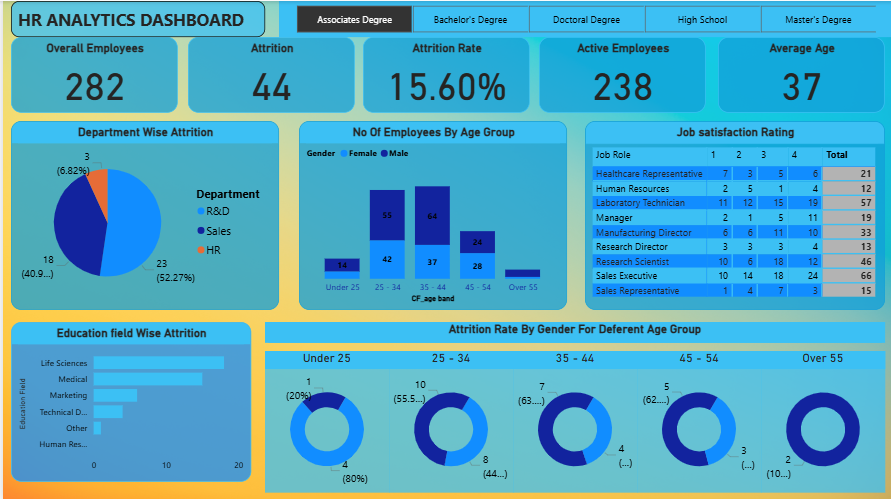 HR ANALYTICS DASHBOARD
Associates Degree Bachelor's Degree Doctoral Degree High School Master's Degree
Overall Employees
282
Attrition
44
Attrition Rate
15.60%
Active Employees
238
Average Age
37
Department Wise Attrition
3
(6.82%)
18
(40.9...)
23
(52.27%)
Department
R&D
Sales
HR
No Of Employees By Age Group
Gender Female Male
14
55
42
64
37
24
28
Under 25 25 - 34 35 - 44 45 - 54 Over 55
CF_age band
Job satisfaction Rating
Job Role 1 2 3 4 Total
Healthcare Representative 7 3 5 6 21
Human Resources 2 5 1 4 12
Laboratory Technician 11 12 15 19 57
Manager 2 1 5 11 19
Manufacturing Director 6 6 11 10 33
Research Director 3 3 3 4 13
Research Scientist 10 6 18 12 46
Sales Executive 10 14 18 24 66
Sales Representative 1 4 7 3 15
Education field Wise Attrition
Education Field
Life Sciences
Medical
Marketing
Technical D...
Other
Human Res...
0 10 20
Attrition Rate By Gender For Deferent Age Group
Under 25 25 - 34 35 - 44 45 - 54 Over 55
1
(20%)
4
(80%)
10
(55.5...)
8
(44...)
7
(63....)
4
(...)
5
(62....)
3
(...)
2
(10...)